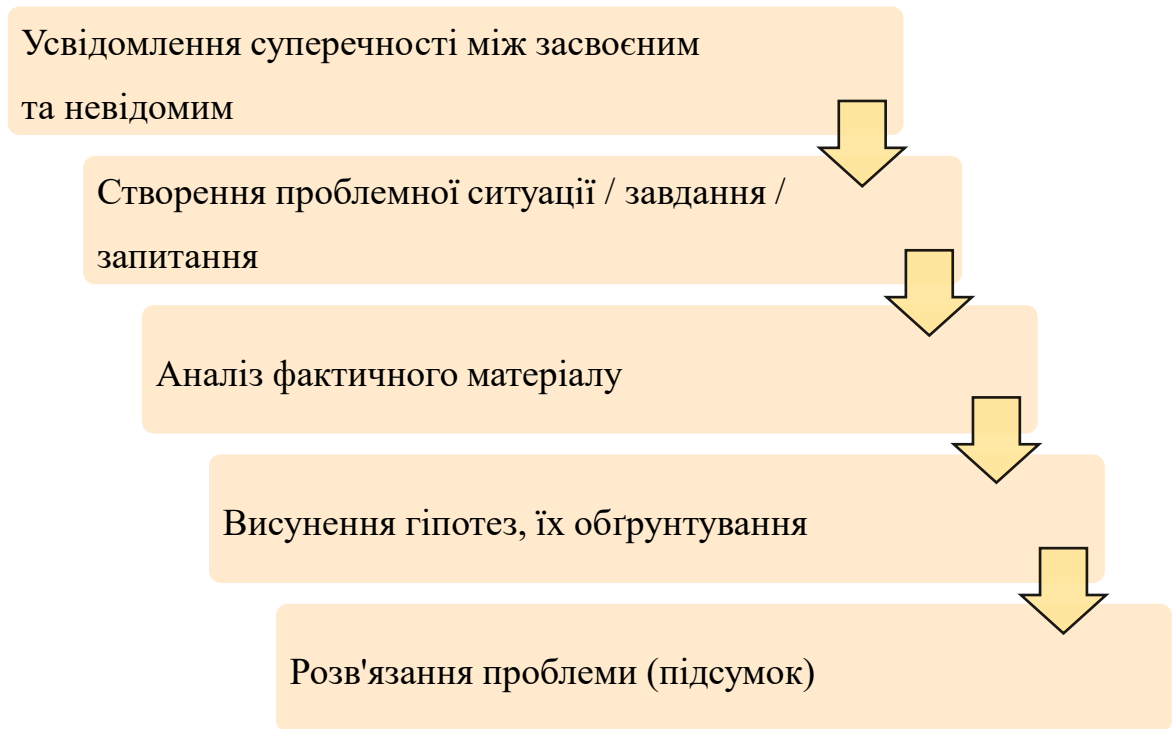 Усвідомлення суперечності між засвоєним
та невідомим
Створення проблемної ситуації / завдання /
запитання
Аналіз фактичного матеріалу
Висунення гіпотез, їх обґрунтування
Розв'язання проблеми (підсумок)